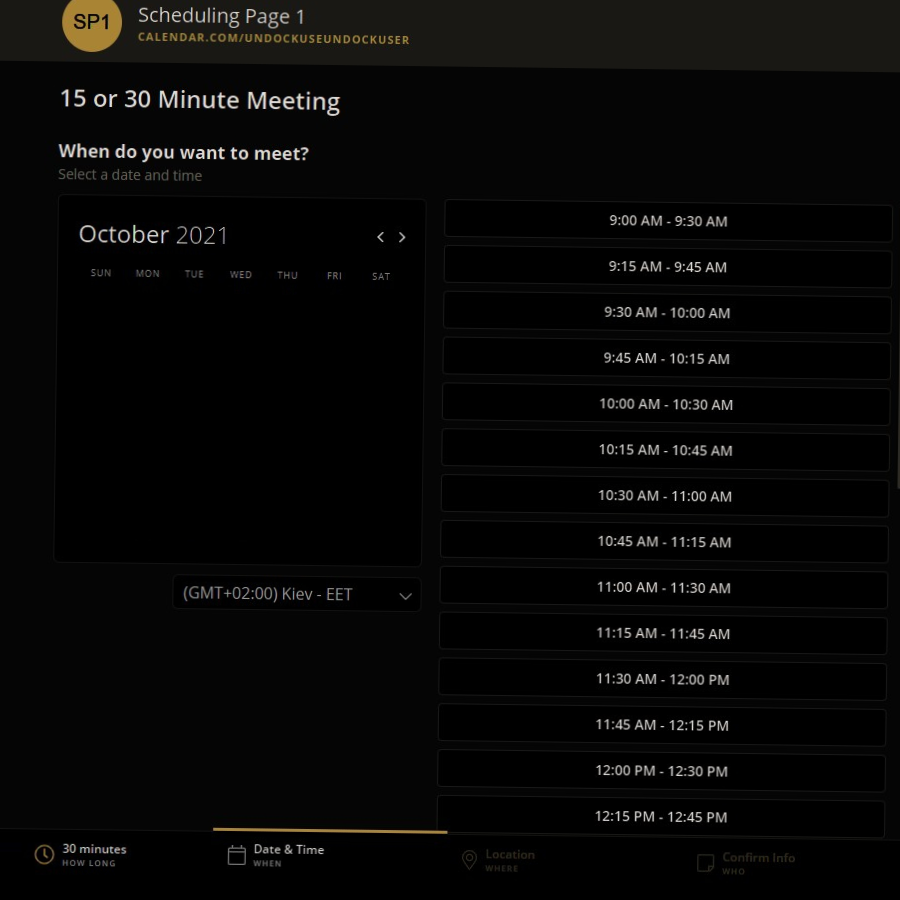 SP1
Scheduling Page 1
CALENDAR.COM/UNDOCKUSEUNDOCKUSER
15 or 30 Minute Meeting
When do you want to meet?
Select a date and time
October 2021
SUN MON TUE WED THU FRI SAT
(GMT+02:00) Kiev - EET
9:00 AM - 9:30 AM
9:15 AM - 9:45 AM
9:30 AM - 10:00 AM
9:45 AM - 10:15 AM
10:00 AM - 10:30 AM
10:15 AM - 10:45 AM
10:30 AM - 11:00 AM
10:45 AM - 11:15 AM
11:00 AM - 11:30 AM
11:15 AM - 11:45 AM
11:30 AM - 12:00 PM
11:45 AM - 12:15 PM
12:00 PM - 12:30 PM
12:15 PM - 12:45 PM
30 minutes
HOW LONG
Date & Time
WHEN
Location
WHERE
Confirm Info
WHO